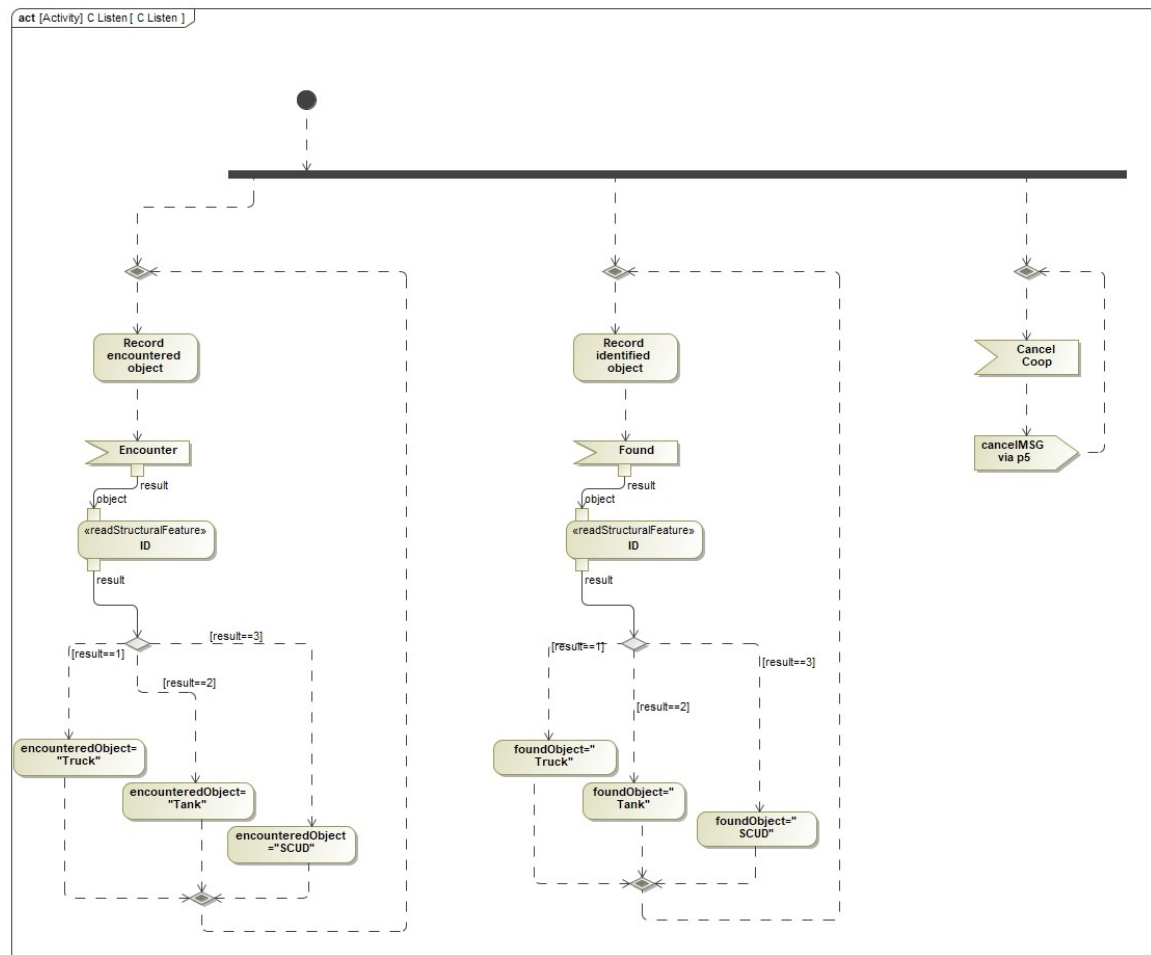 act [Activity] C Listen [ C Listen ]
Record
encountered
object
Encounter
result
object
«readStructuralFeature»
ID
result
[result==3]
[result==1]
[result==2]
encounteredObject=
"Truck"
encounteredObject=
"Tank"
encounteredObject
="SCUD"
Record
identified
object
Found
result
object
«readStructuralFeature»
ID
result
[result==1]
[result==3]
[result==2]
foundObject="
Truck"
foundObject="
Tank"
foundObject="
SCUD"
Cancel
Coop
cancelMSG
via p5